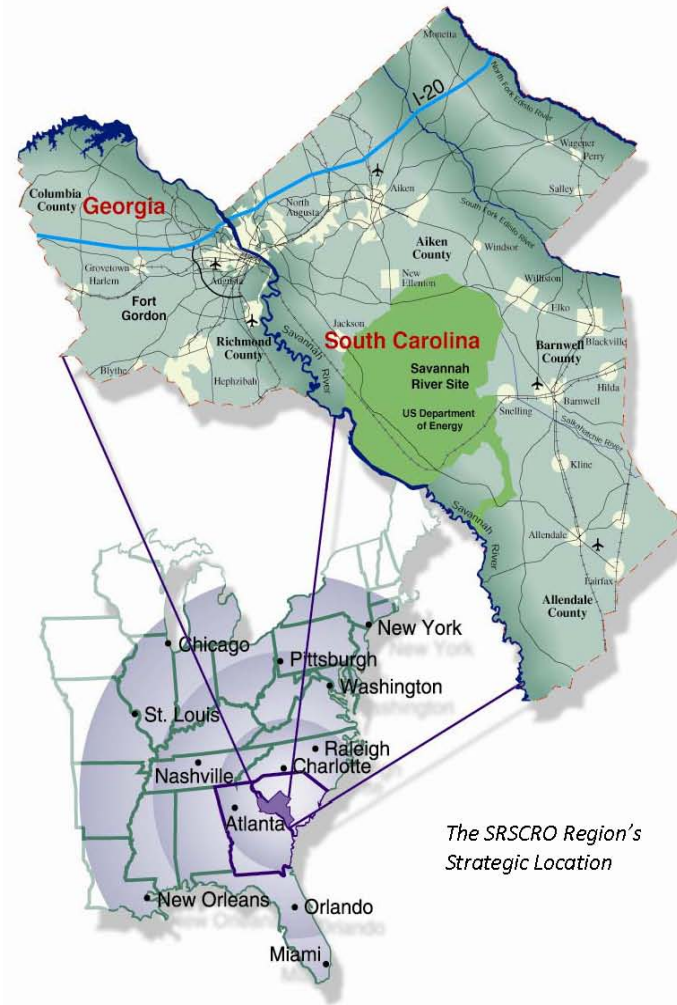 Monetta
North Fork Edisto River
I-20
Wagener
Perry
Columbia
County
Georgia
North
Augusta
Aiken
Salley
South Fork Edisto River
Aiken
County
Windsor
Grovetown
Harlem
Augusta
New
Ellenton
Williston
Fort
Gordon
Elko
Jackson
Savannah
River
South Carolina
Richmond
County
Barnwell
County
Blackville
Savannah
River Site
Blythe
Hephzibah
Hilda
Barnwell
Snelling
US Department
of Energy
Salkahatchie River
Kline
Savannah
River
Allendale
Fairfax
Allendale
County
New York
Chicago
Pittsburgh
Washington
St. Louis
Raleigh
Charlotte
Nashville
Atlanta
The SRSCRO Region's
Strategic Location
New Orleans
Orlando
Miami